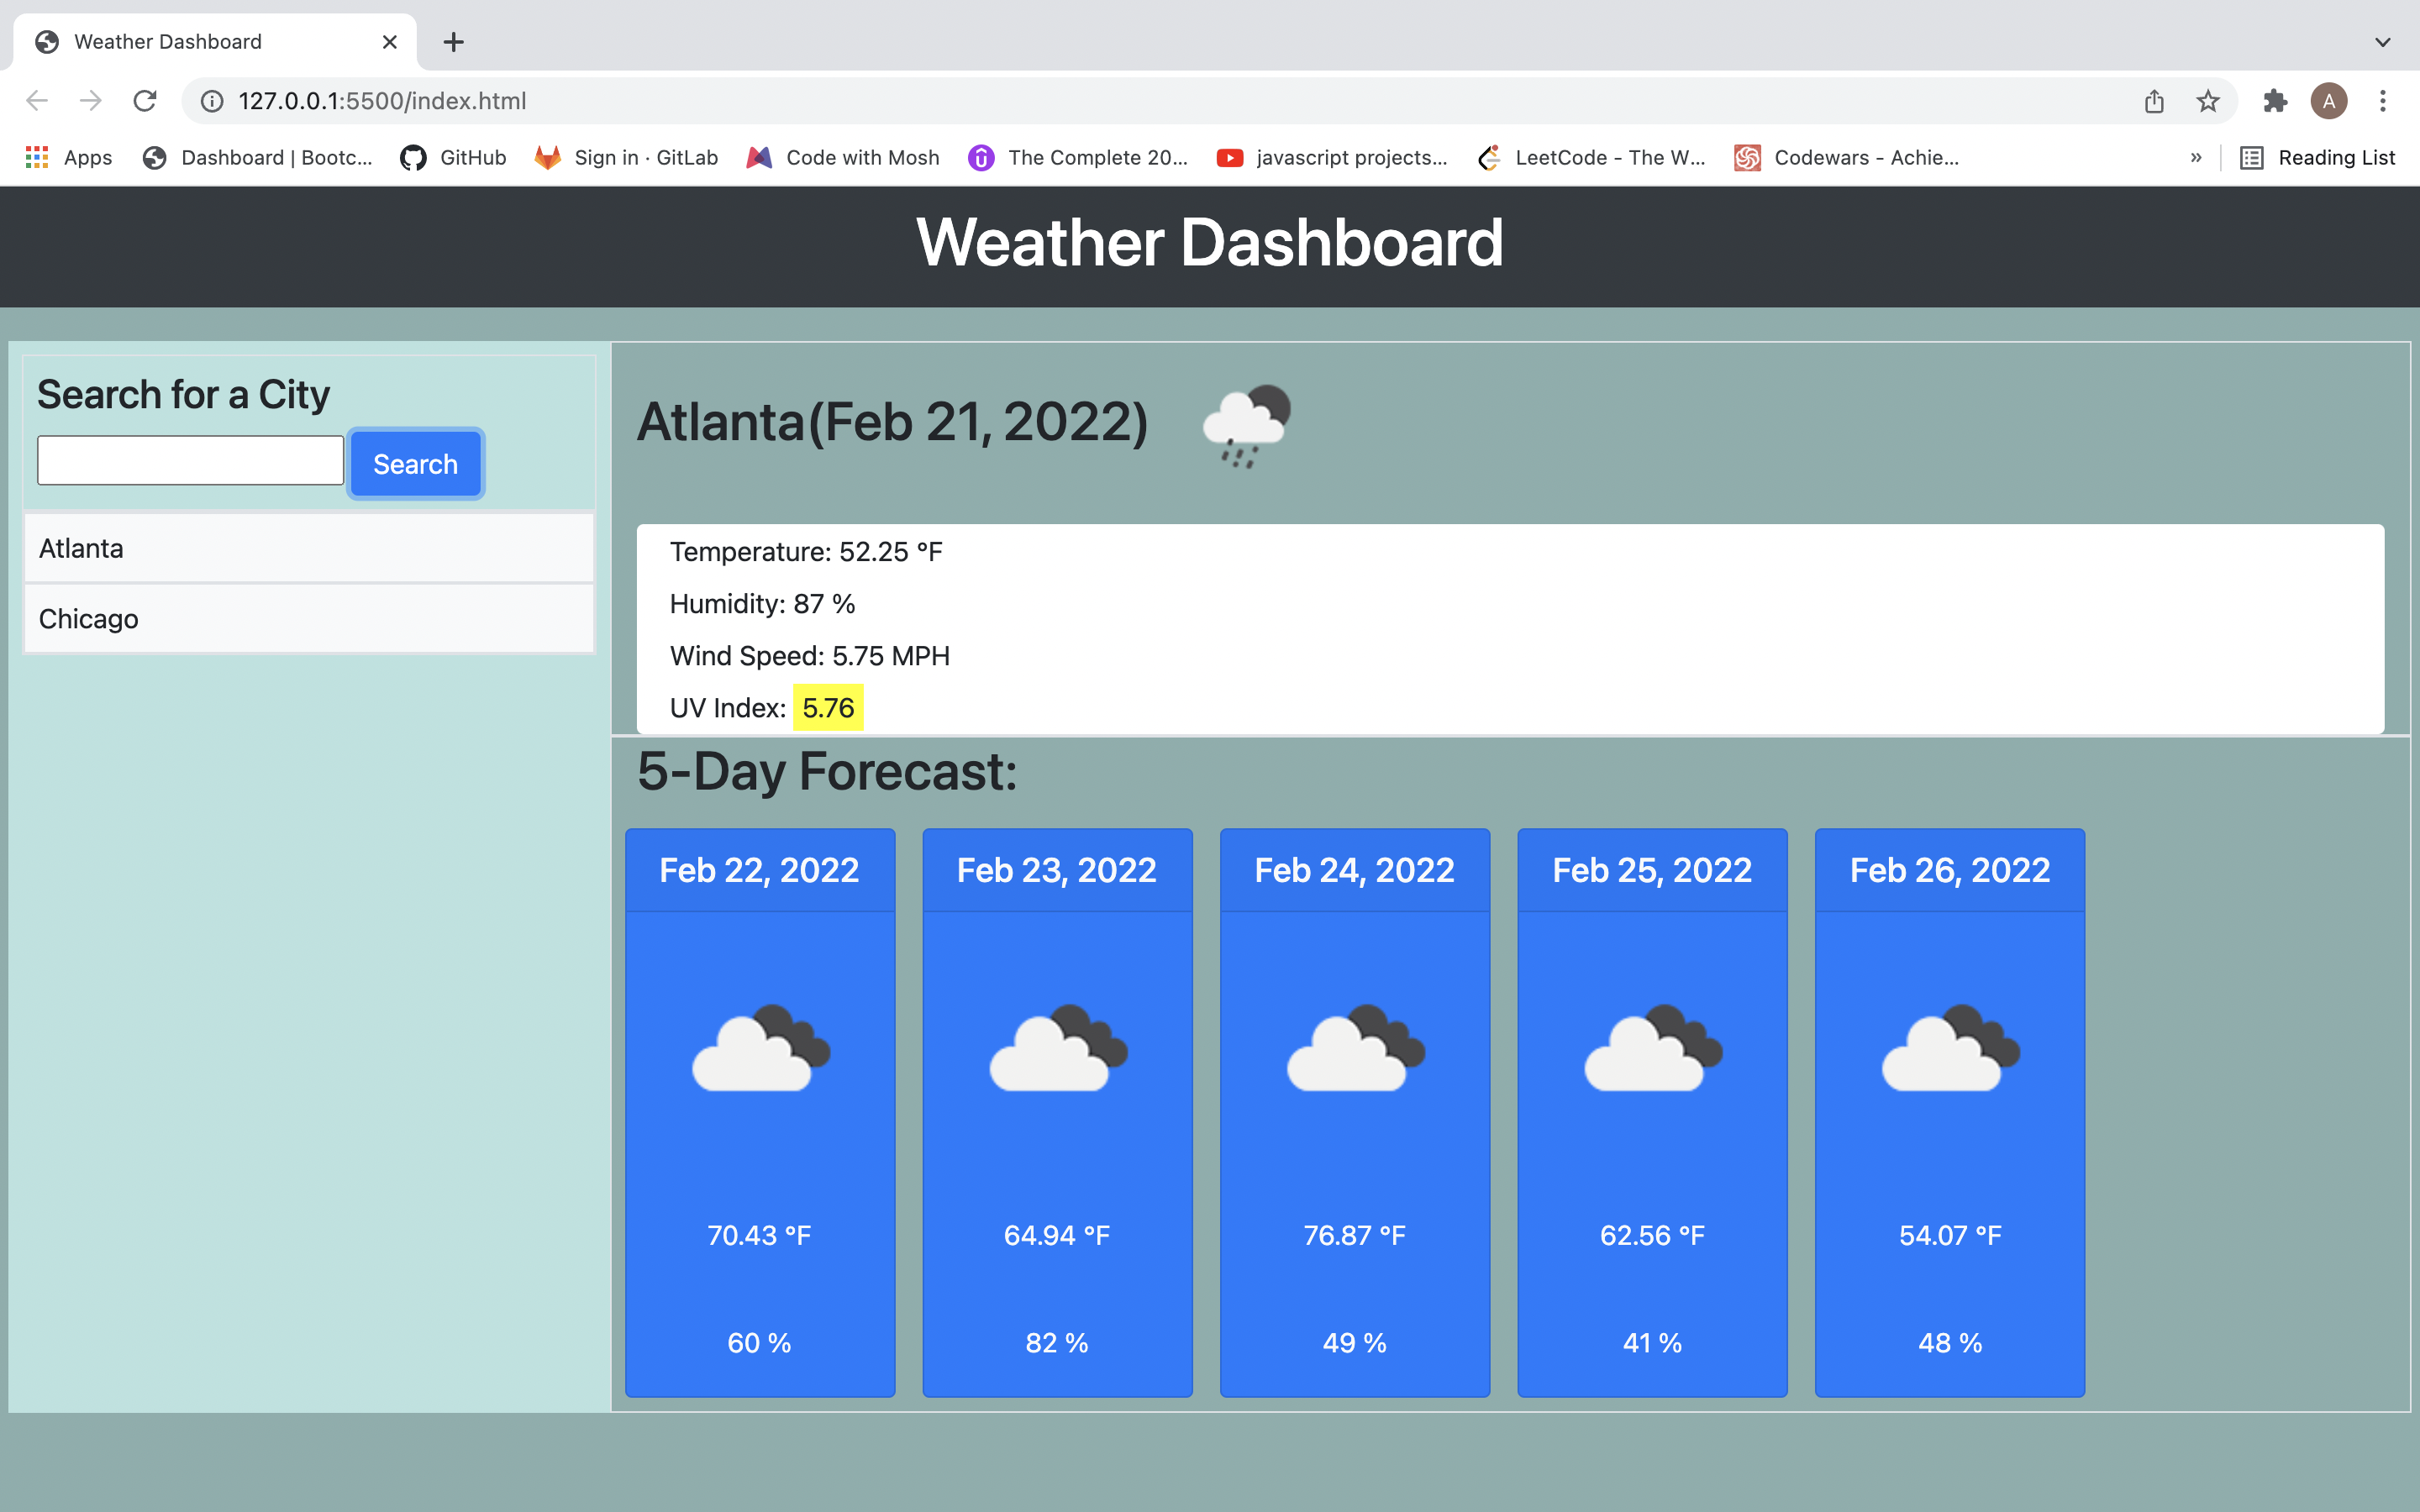 Weather Dashboard
127.0.0.1:5500/index.html
A
Apps Dashboard | Bootc... GitHub Sign in · GitLab Code with Mosh The Complete 20... javascript projects... LeetCode - The W... Codewars - Achie... » Reading List
Weather Dashboard
Search for a City
Search
Atlanta
Chicago
Atlanta(Feb 21, 2022)
Temperature: 52.25 °F
Humidity: 87 %
Wind Speed: 5.75 MPH
UV Index: 5.76
5-Day Forecast:
Feb 22, 2022 Feb 23, 2022 Feb 24, 2022 Feb 25, 2022 Feb 26, 2022
70.43 °F 64.94 °F 76.87 °F 62.56 °F 54.07 °F
60 % 82 % 49 % 41 % 48 %